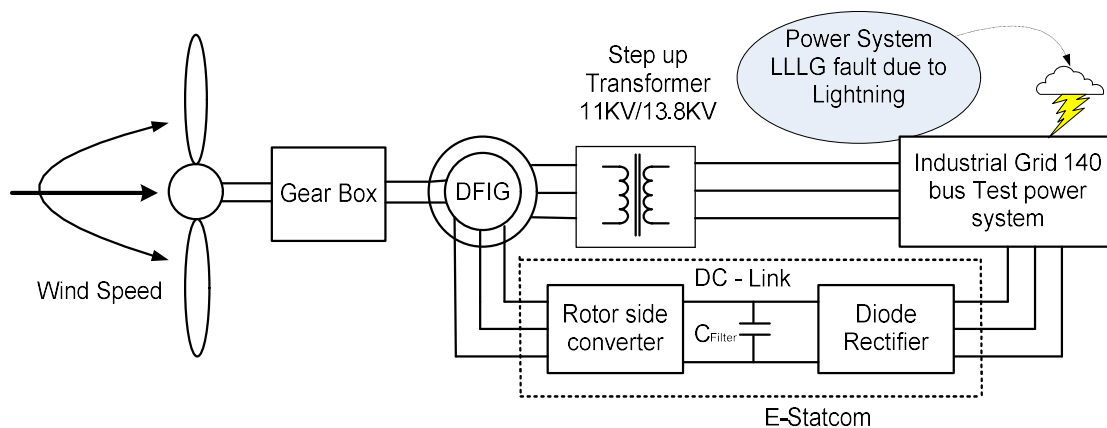 Wind Speed
Gear Box
DFIG
Step up
Transformer
11KV/13.8KV
Power System
LLLG fault due to
Lightning
Industrial Grid 140
bus Test power
system
DC - Link
Rotor side
converter
CFilter
Diode
Rectifier
E-Statcom